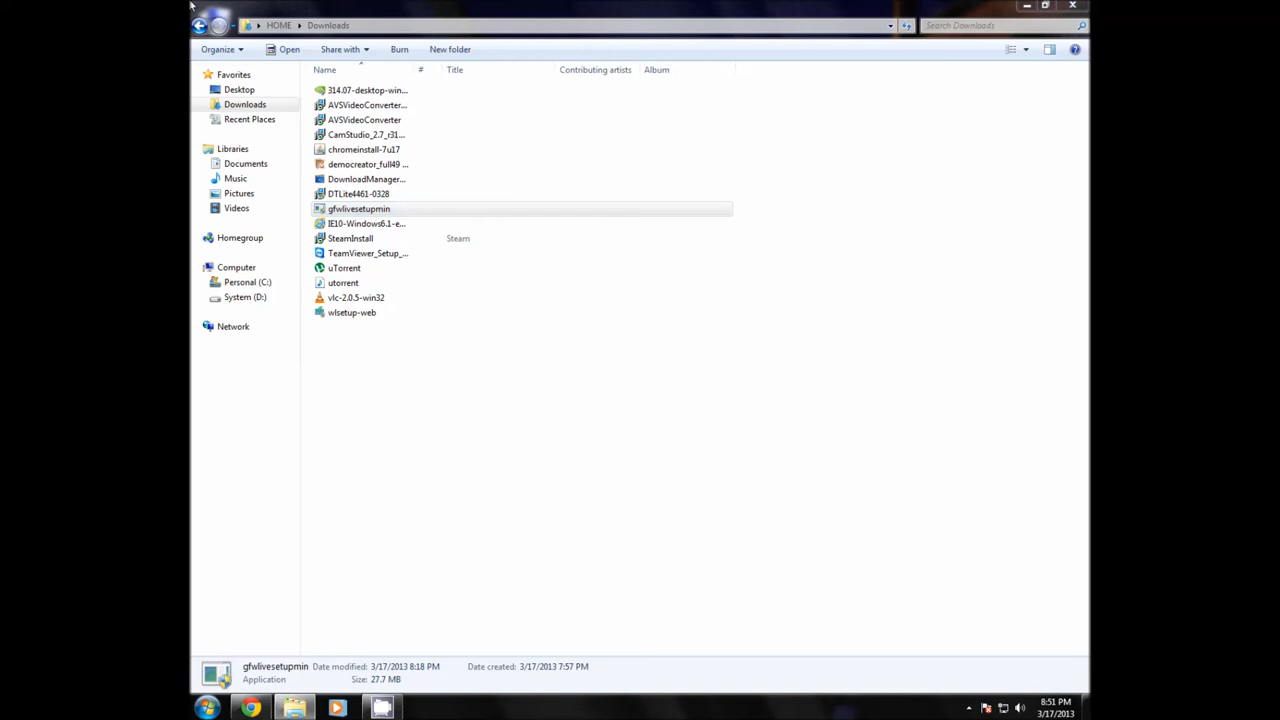 HOME Downloads Search Downloads
Organize Open Share with Burn New folder
Favorites
Desktop
Downloads
Recent Places
Libraries
Documents
Music
Pictures
Videos
Homegroup
Computer
Personal (C:)
System (D:)
Network
Name # Title Contributing artists Album
314.07-desktop-win...
AVSVideoConverter...
AVSVideoConverter
CamStudio_2.7_r31...
chromeinstall-7u17
democreator_full49 ...
DownloadManager...
DTLite4461-0328
gfwlivesetupmin
IE10-Windows6.1-e...
SteamInstall Steam
TeamViewer_Setup_...
uTorrent
utorrent
vlc-2.0.5-win32
wlsetup-web
gfwlivesetupmin Date modified: 3/17/2013 8:18 PM Date created: 3/17/2013 7:57 PM
Application Size: 27.7 MB
8:51 PM
3/17/2013